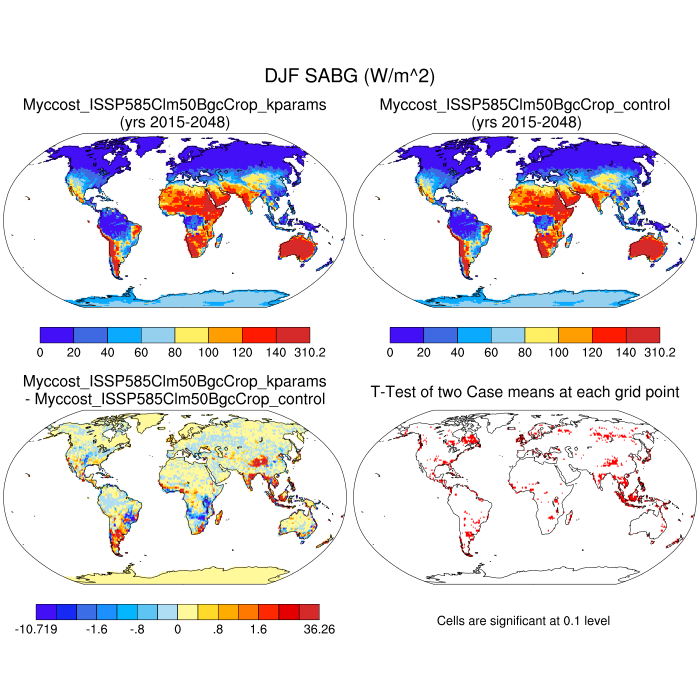 DJF SABG (W/m^2)
Myccost_ISSP585Clm50BgcCrop_kparams
(yrs 2015-2048)
Myccost_ISSP585Clm50BgcCrop_control
(yrs 2015-2048)
0 20 40 60 80 100 120 140 310.2
0 20 40 60 80 100 120 140 310.2
Myccost_ISSP585Clm50BgcCrop_kparams
- Myccost_ISSP585Clm50BgcCrop_control
T-Test of two Case means at each grid point
-10.719 -1.6 -.8 0 .8 1.6 36.26
Cells are significant at 0.1 level